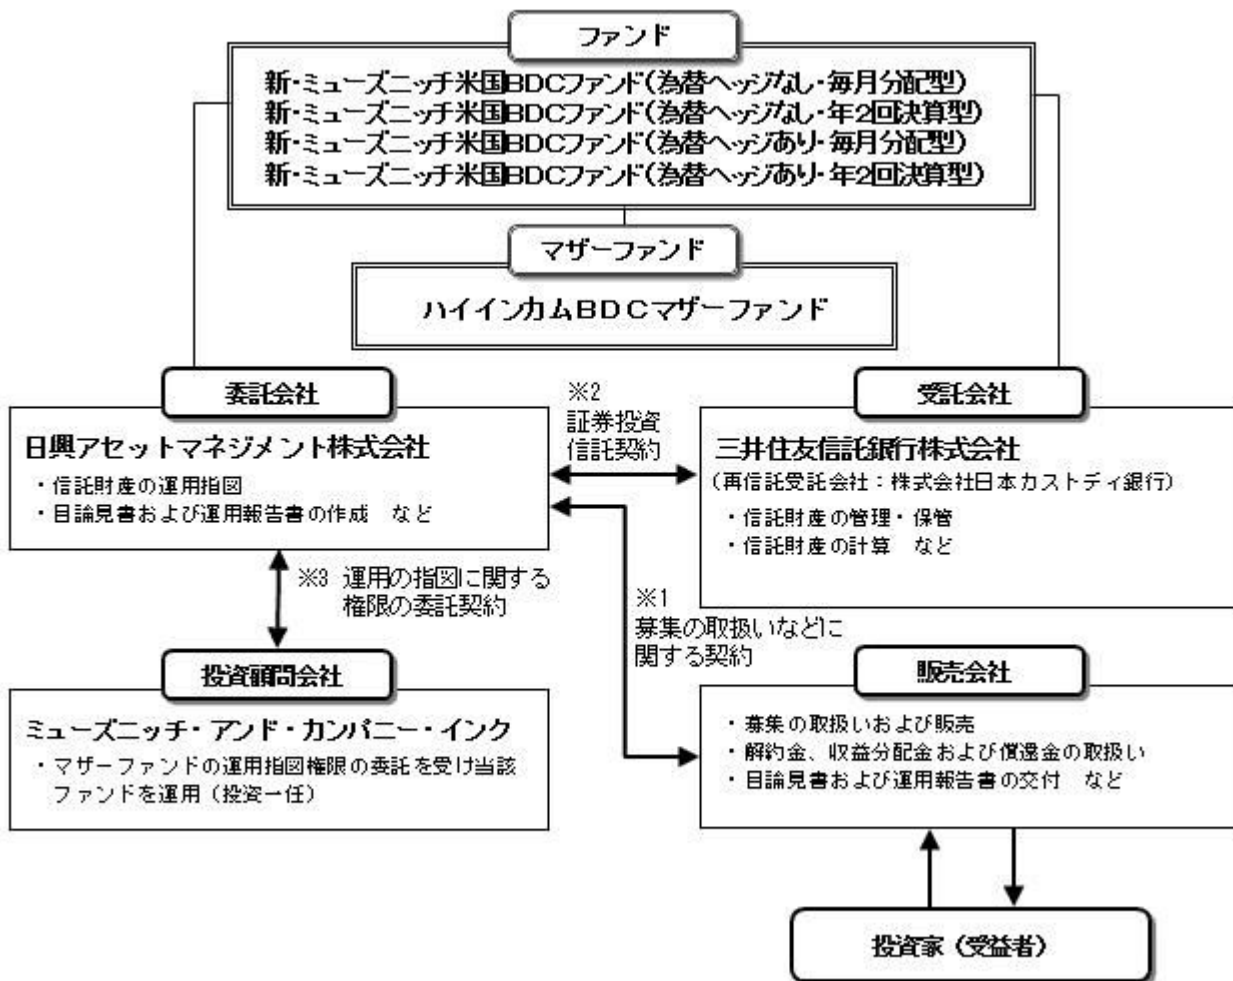 ファンド
新・ミューズニッチ米国BDCファンド(為替ヘッジなし・毎月分配型)
新・ミューズニッチ米国BDCファンド(為替ヘッジなし・年2回決算型)
新・ミューズニッチ米国BDCファンド(為替ヘッジあり・毎月分配型)
新・ミューズニッチ米国BDCファンド(為替ヘッジあり・年2回決算型)
マザーファンド
ハイインカムBDCマザーファンド
委託会社
日興アセットマネジメント株式会社
・信託財産の運用指図
・目論見書および運用報告書の作成 など
※2
証券投資
信託契約
受託会社
三井住友信託銀行株式会社
(再信託受託会社：株式会社日本カストディ銀行)
・信託財産の管理・保管
・信託財産の計算 など
※3 運用の指図に関する
権限の委託契約
※1
募集の取扱いなどに
関する契約
投資顧問会社
ミューズニッチ・アンド・カンパニー・インク
・マザーファンドの運用指図権限の委託を受け当該
ファンドを運用（投資一任）
販売会社
・募集の取扱いおよび販売
・解約金、収益分配金および償還金の取扱い
・目論見書および運用報告書の交付 など
投資家（受益者）